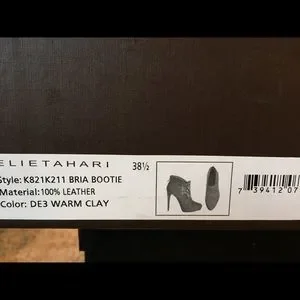 ELIETAHARI 38½
Style: K821K211 BRIA BOOTIE
Material: 100% LEATHER
Color: DE3 WARM CLAY
7 39412 07